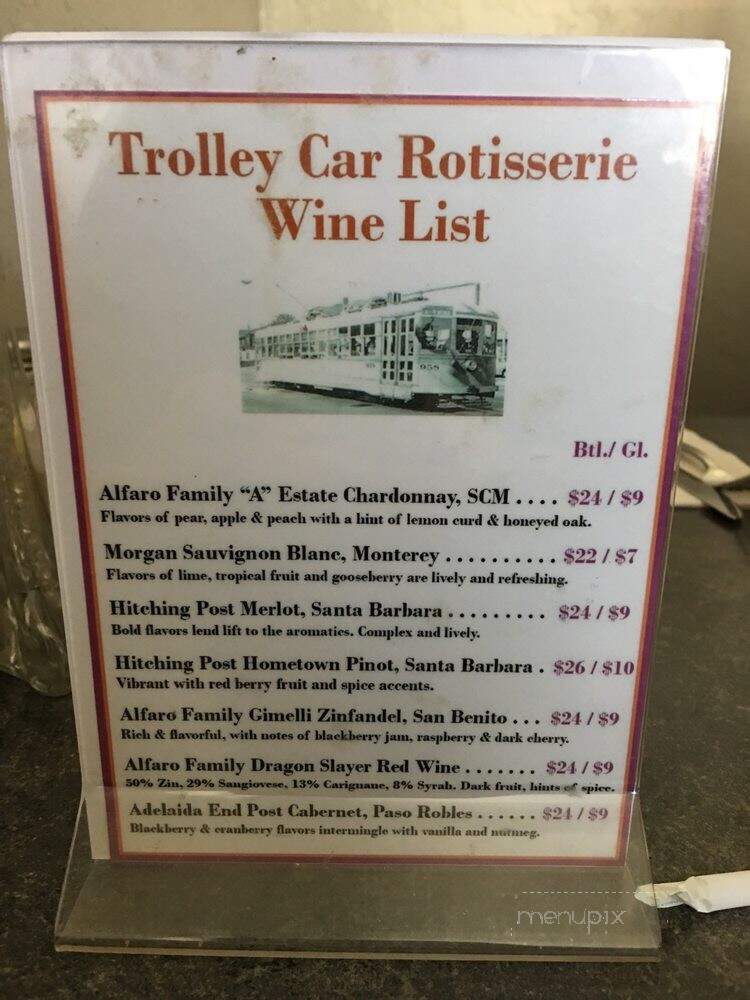 Trolley Car Rotisserie
Wine List
958
Btl./ Gl.
Alfaro Family “A” Estate Chardonnay, SCM . . . . $24 / $9
Flavors of pear, apple & peach with a hint of lemon curd & honeyed oak.
Morgan Sauvignon Blanc, Monterey . . . . . . . . . . $22 / $7
Flavors of lime, tropical fruit and gooseberry are lively and refreshing.
Hitching Post Merlot, Santa Barbara . . . . . . . . . $24 / $9
Bold flavors lend lift to the aromatics. Complex and lively.
Hitching Post Hometown Pinot, Santa Barbara . $26 / $10
Vibrant with red berry fruit and spice accents.
Alfaro Family Gimelli Zinfandel, San Benito . . . $24 / $9
Rich & flavorful, with notes of blackberry jam, raspberry & dark cherry.
Alfaro Family Dragon Slayer Red Wine . . . . . . . $24 / $9
50% Zin, 29% Sangiovese, 13% Carignane, 8% Syrah. Dark fruit, hints of spice.
Adelaida End Post Cabernet, Paso Robles . . . . . . $24 / $9
Blackberry & cranberry flavors intermingle with vanilla and nutmeg.
menupix